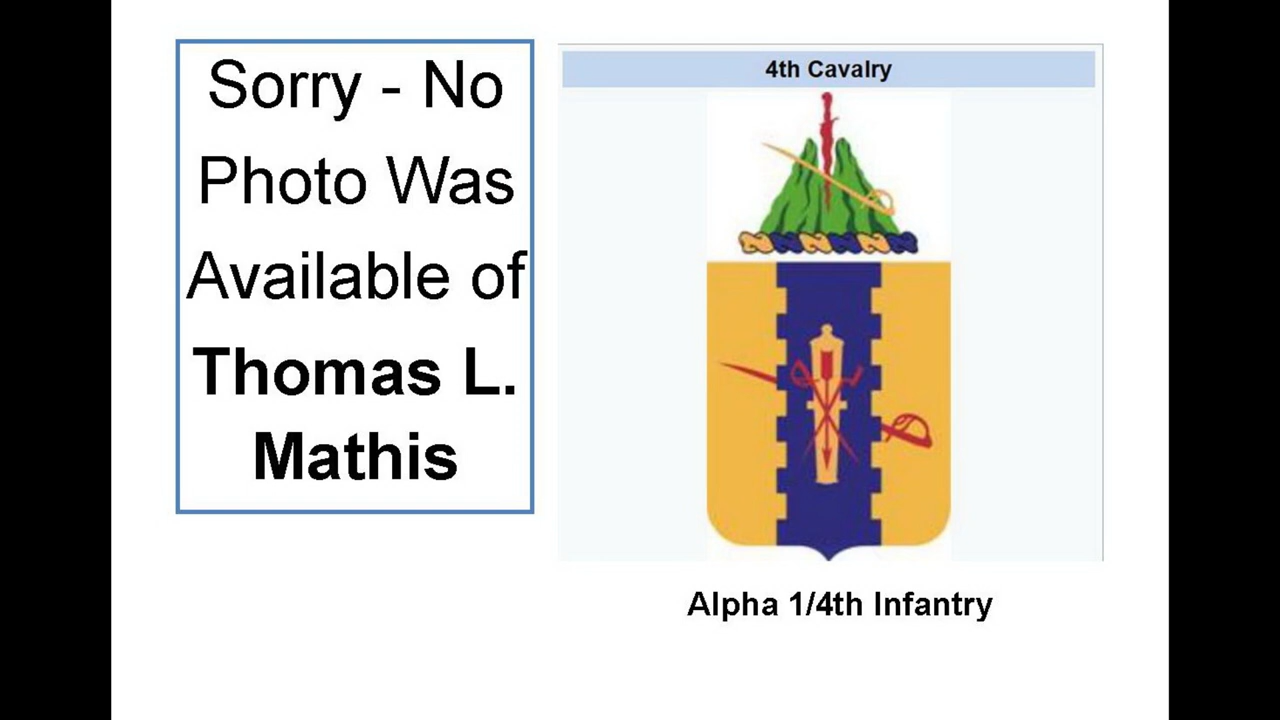 Sorry - No
Photo Was
Available of
Thomas L.
Mathis
4th Cavalry
Alpha 1/4th Infantry